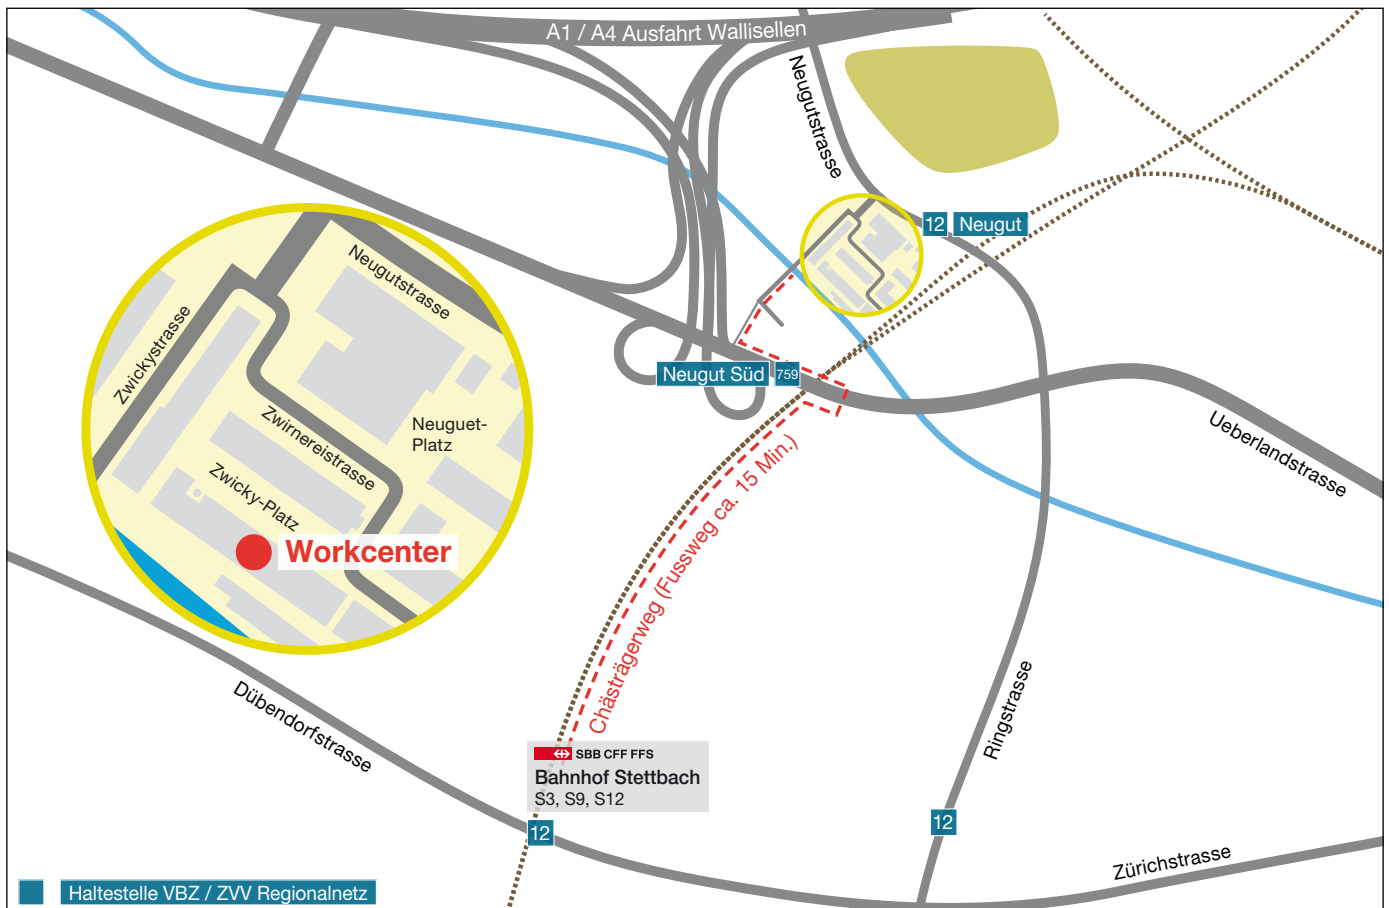 A1 / A4 Ausfahrt Wallisellen
Neugutstrasse
12 Neugut
Neugutstrasse
Zwickystrasse
Zwirnereistrasse
Neuguet-
Platz
Zwicky-Platz
Workcenter
Neugut Süd 759
Ueberlandstrasse
Chästrägerweg (Fussweg ca. 15 Min.)
Dübendorfstrasse
Ringstrasse
SBB CFF FFS
Bahnhof Stettbach
S3, S9, S12
12
12
Zürichstrasse
Haltestelle VBZ / ZVV Regionalnetz